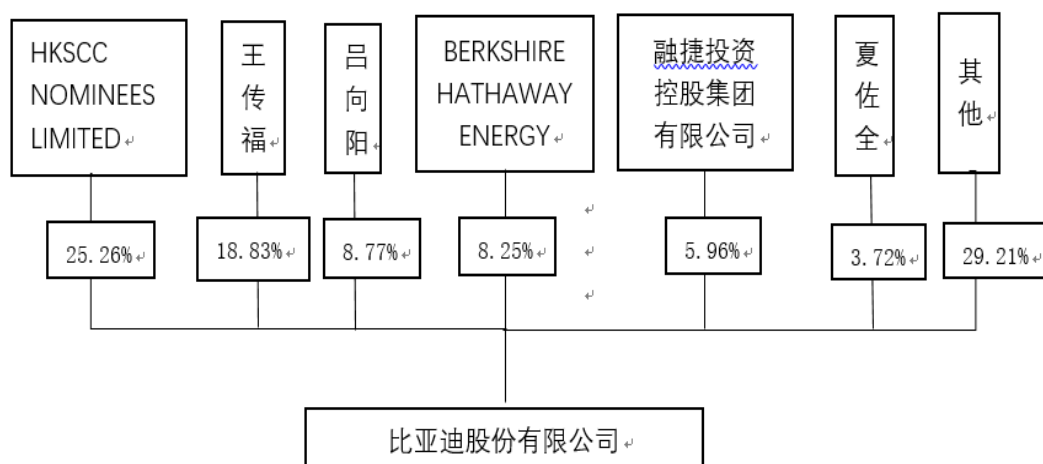 HKSCC
NOMINEES
LIMITED
王
传
福
吕
向
阳
BERKSHIRE
HATHAWAY
ENERGY
融捷投资
控股集团
有限公司
夏
佐
全
其
他
25.26%
18.83%
8.77%
8.25%
5.96%
3.72%
29.21%
比亚迪股份有限公司